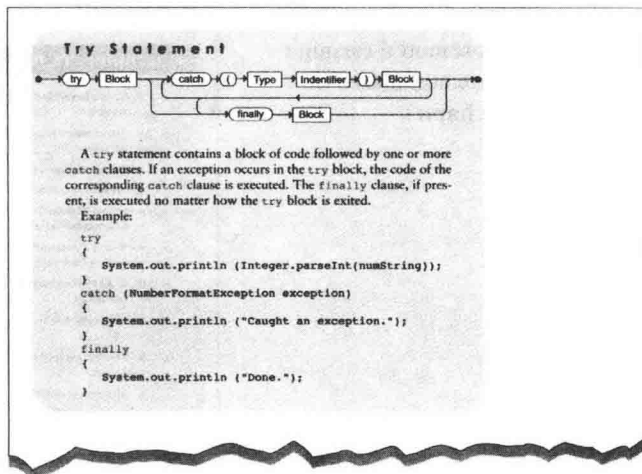 Try Statement
try Block catch ( Type Indentifier ) Block
finally Block
A try statement contains a block of code followed by one or more
catch clauses. If an exception occurs in the try block, the code of the
corresponding catch clause is executed. The finally clause, if pres-
ent, is executed no matter how the try block is exited.
Example:
try
{
System.out.println (Integer.parseInt(numString));
}
catch (NumberFormatException exception)
{
System.out.println ("Caught an exception.");
}
finally
{
System.out.println ("Done.");
}